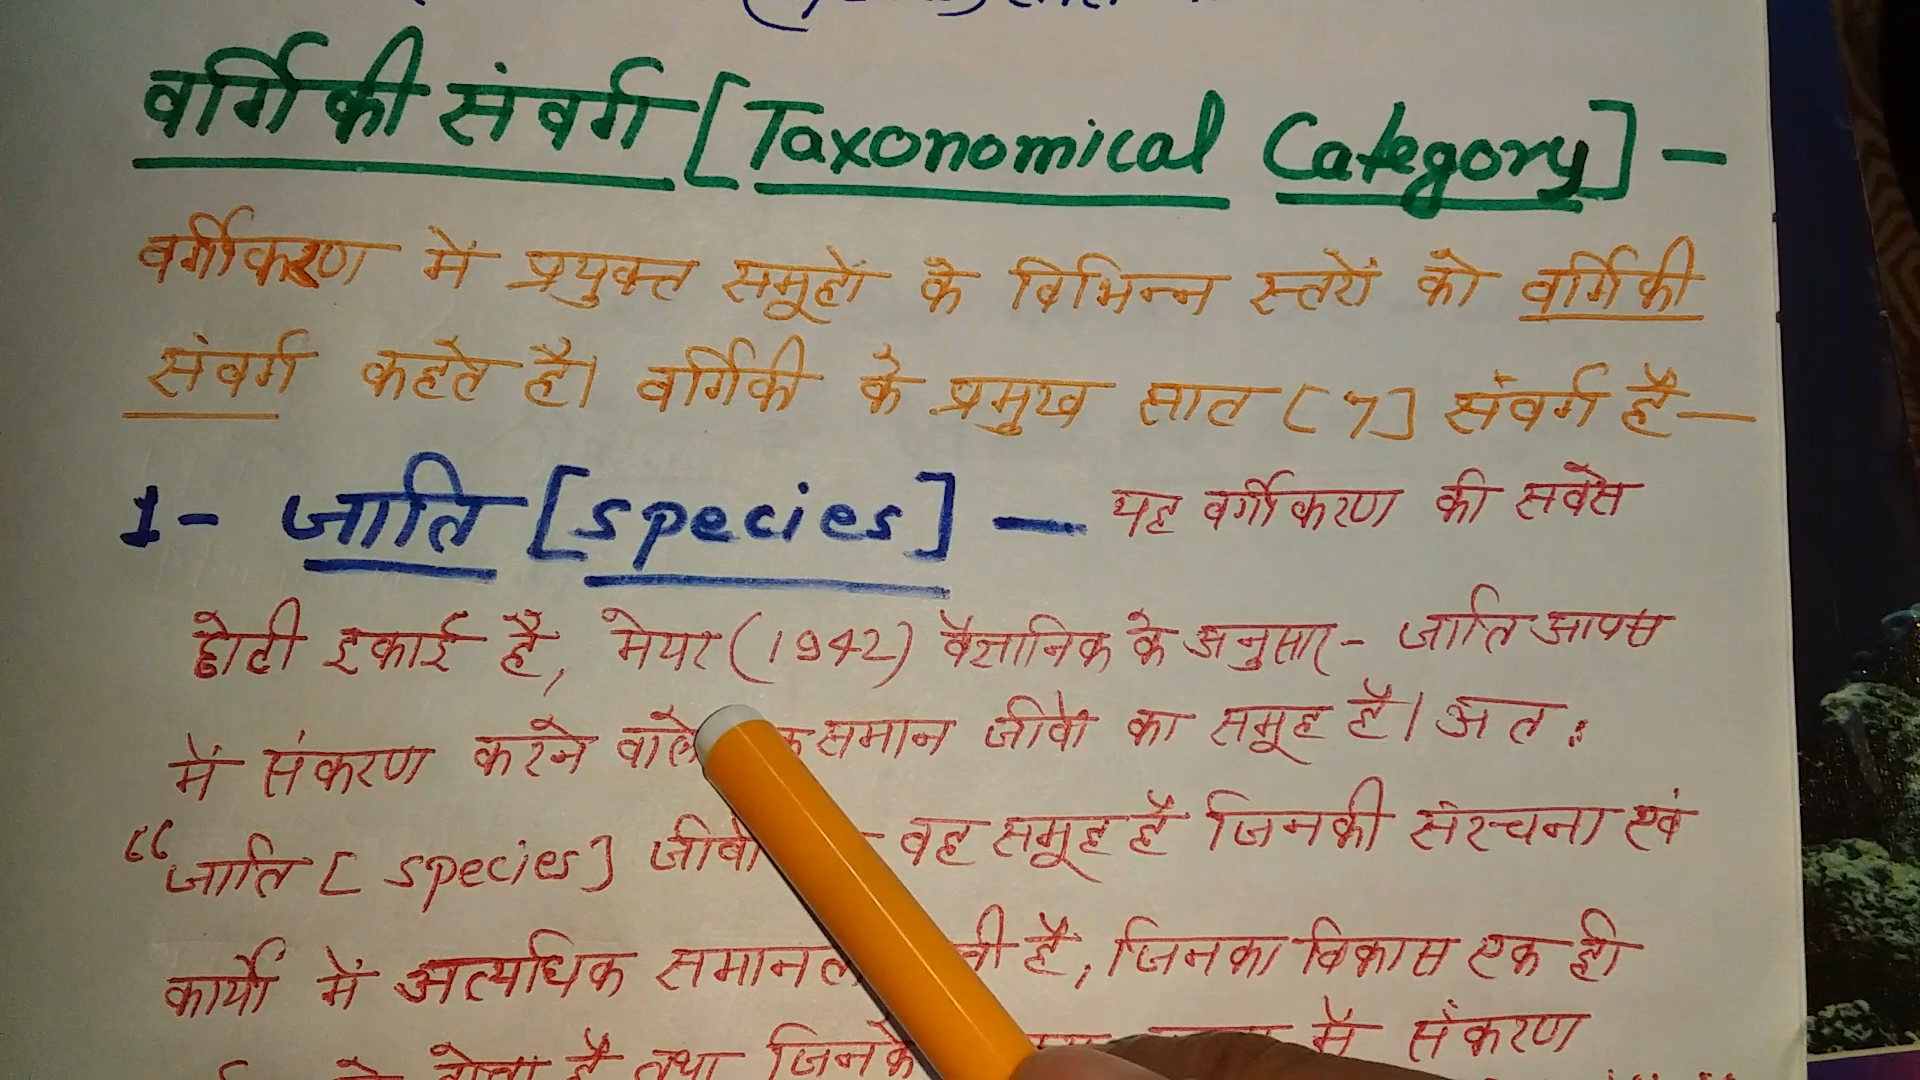 वर्गिकी संवर्ग [Taxonomical Category] —
वर्गीकरण में प्रयुक्त समूहों के विभिन्न स्तरों को वर्गिकी
संवर्ग कहते है। वर्गिकी के प्रमुख सात [7] संवर्ग है—
1- जाति [species] — यह वर्गीकरण की सबसे
छोटी इकाई है, मेयर (1942) वैज्ञानिक के अनुसार- जाति आपस
में संकरण करने वाले समान जीवो का समूह है। अत :
“जाति [species] जीवो वह समूह है जिनकी संरचना एवं
कार्यो में अत्यधिक है, जिनका विकास एक ही
है तथा जिनके में संकरण